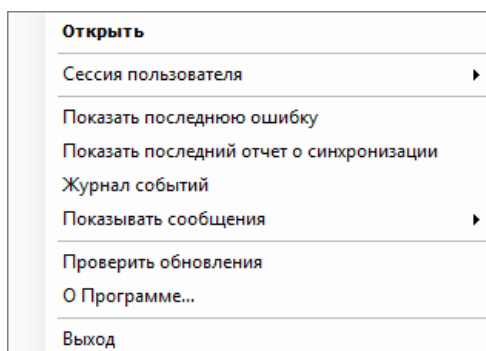 Открыть
Сессия пользователя
Показать последнюю ошибку
Показать последний отчет о синхронизации
Журнал событий
Показывать сообщения
Проверить обновления
О Программе...
Выход